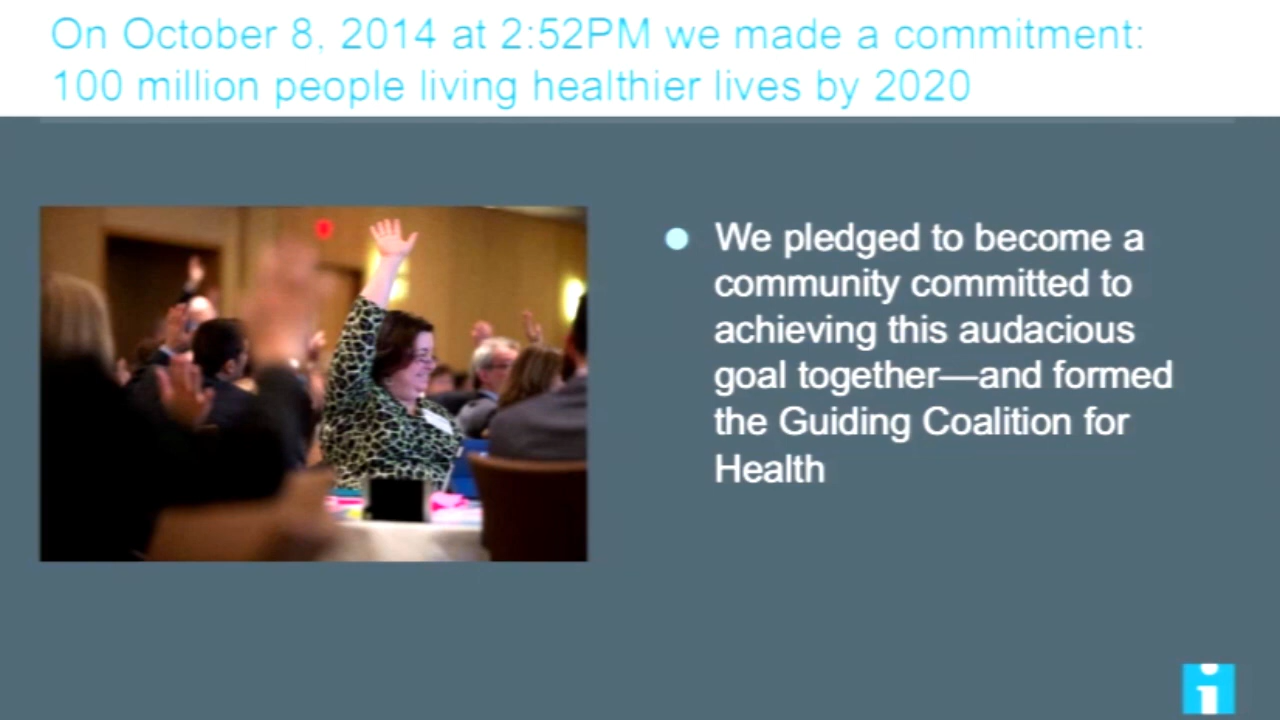 On October 8, 2014 at 2:52PM we made a commitment:
100 million people living healthier lives by 2020
We pledged to become a
community committed to
achieving this audacious
goal together—and formed
the Guiding Coalition for
Health
i